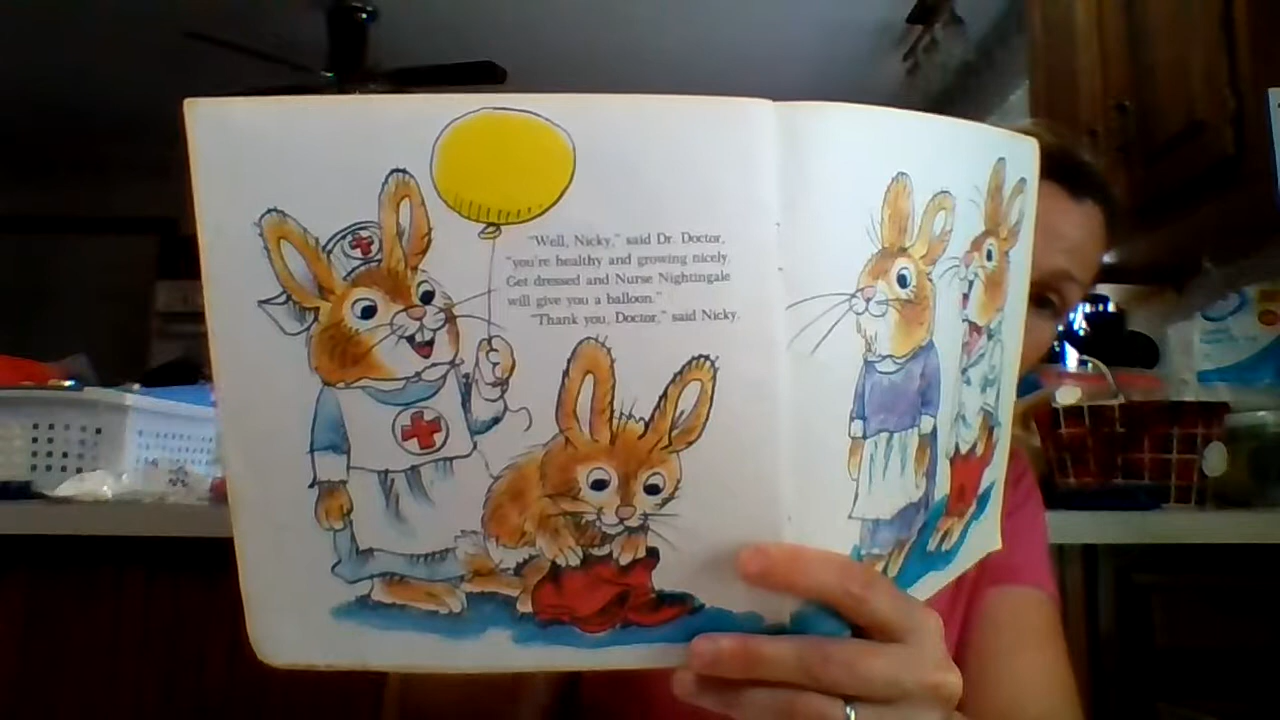 "Well, Nicky," said Dr. Doctor,
"you're healthy and growing nicely.
Get dressed and Nurse Nightingale
will give you a balloon."
"Thank you, Doctor," said Nicky.